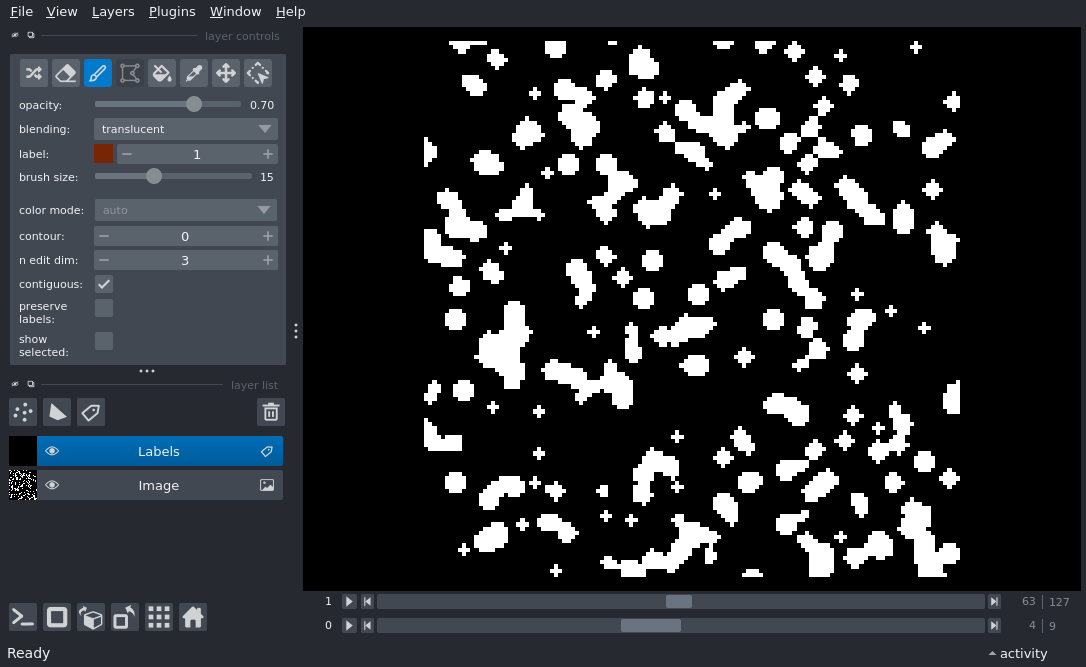 File View Layers Plugins Window Help
layer controls
opacity: 0.70
blending: translucent
label: 1
brush size: 15
color mode: auto
contour: 0
n edit dim: 3
contiguous:
preserve
labels:
show
selected:
layer list
Labels
Image
1 63 127
0 4 9
Ready activity